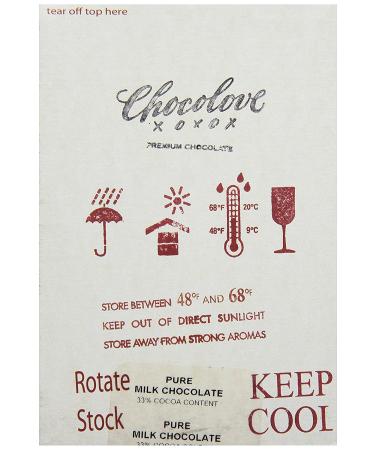 tear off top here
Chocolove
XOXOX
PREMIUM CHOCOLATE
68°F 20°C
48°F 9°C
STORE BETWEEN 48°F AND 68°F
KEEP OUT OF DIRECT SUNLIGHT
STORE AWAY FROM STRONG AROMAS
Rotate
Stock
PURE
MILK CHOCOLATE
33% COCOA CONTENT
PURE
MILK CHOCOLATE
33% COCOA
KEEP
COOL